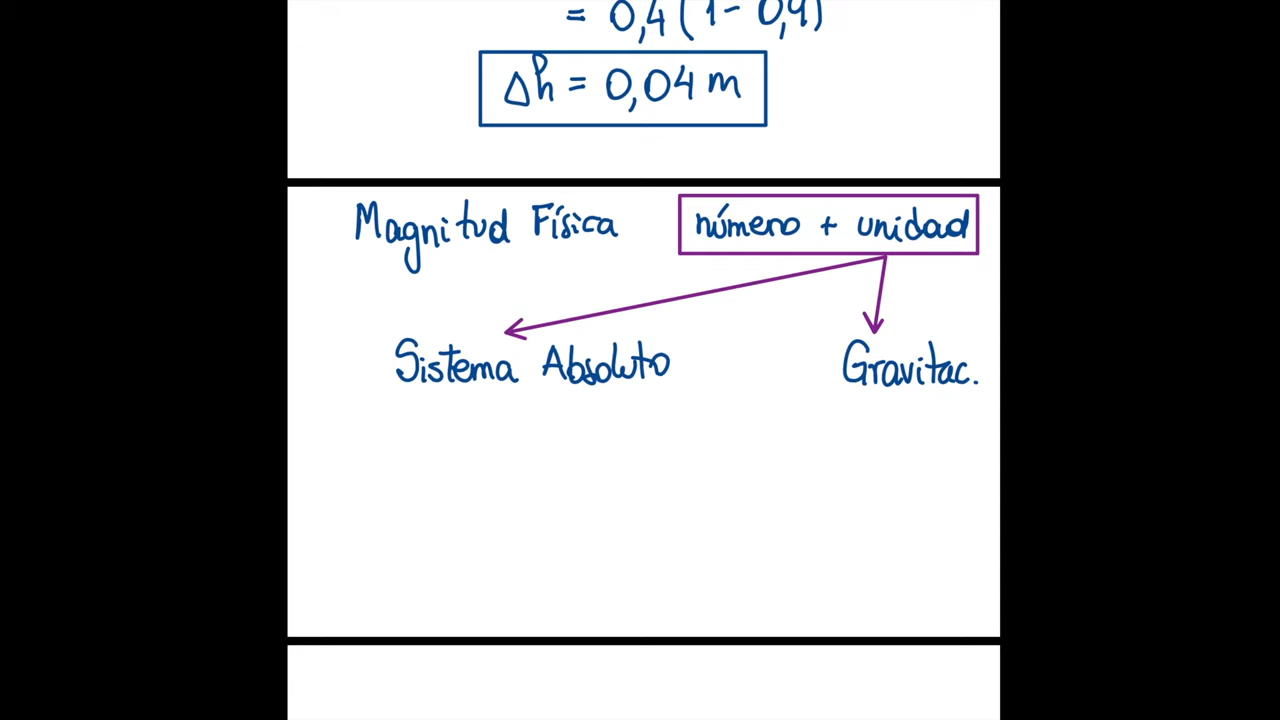 = 0,4 (1 - 0,9)
Δh = 0,04 m
Magnitud Física número + unidad
Sistema Absoluto Gravitac.